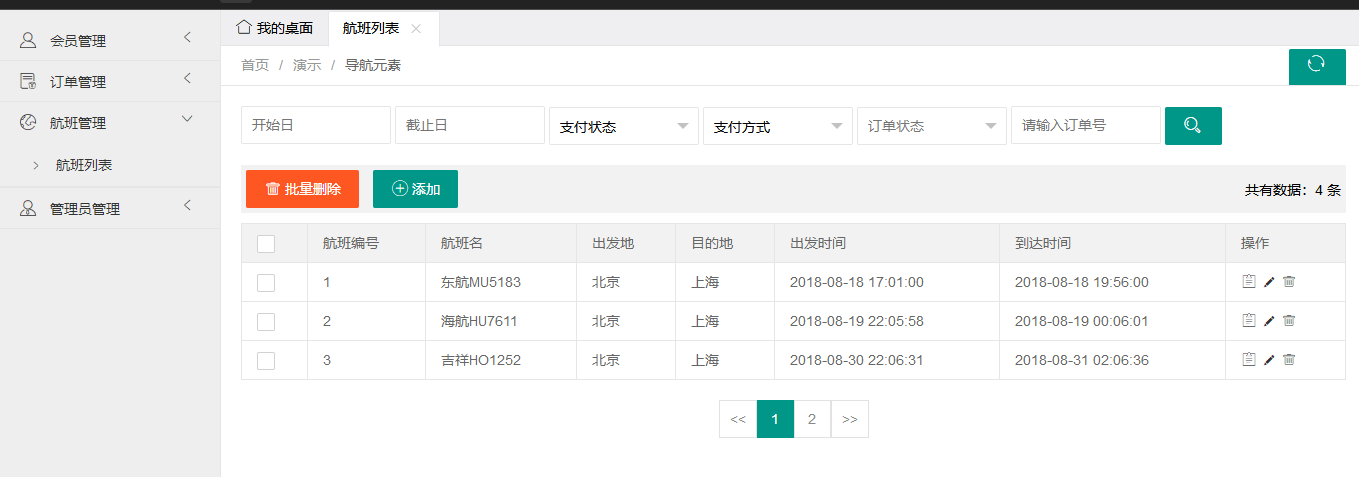 我的桌面 航班列表
首页 / 演示 / 导航元素
会员管理
订单管理
航班管理
航班列表
管理员管理
开始日 截止日 支付状态 支付方式 订单状态 请输入订单号
批量删除 添加 共有数据：4 条
航班编号 航班名 出发地 目的地 出发时间 到达时间 操作
1 东航MU5183 北京 上海 2018-08-18 17:01:00 2018-08-18 19:56:00
2 海航HU7611 北京 上海 2018-08-19 22:05:58 2018-08-19 00:06:01
3 吉祥HO1252 北京 上海 2018-08-30 22:06:31 2018-08-31 02:06:36
<< 1 2 >>